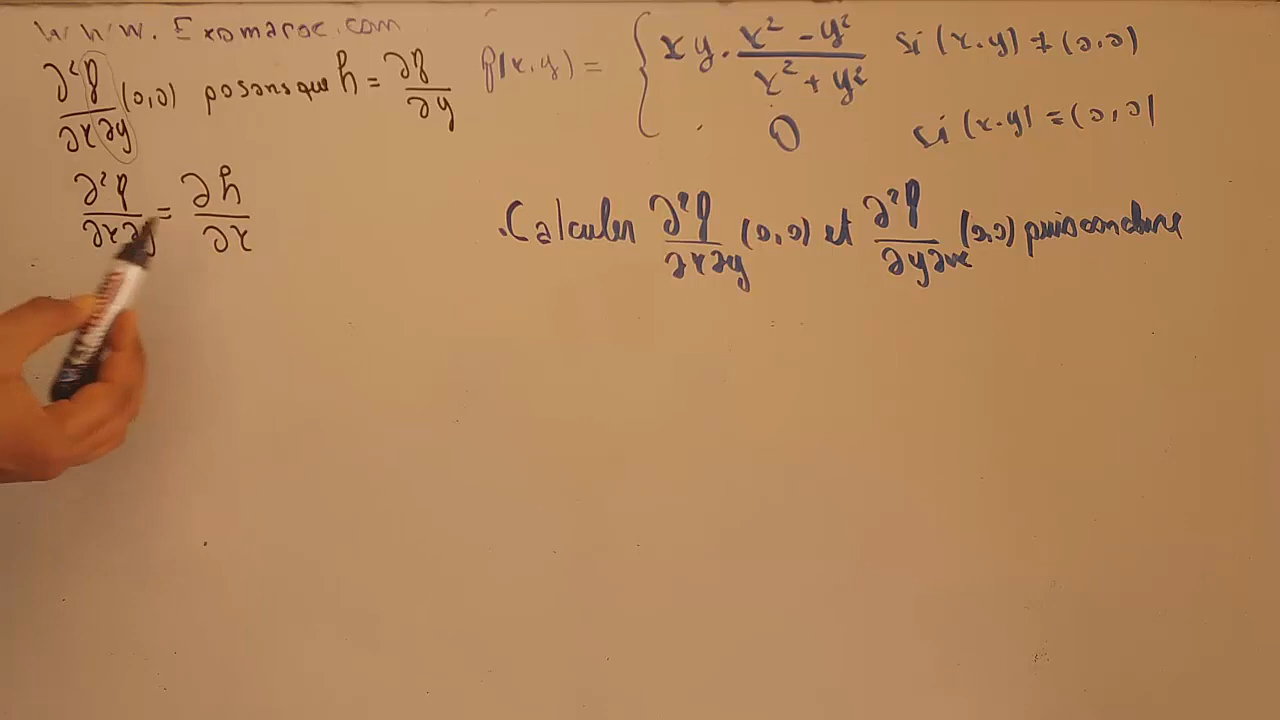 www.Exomaroc.com
∂²f/∂x∂y (0,0) posons que h = ∂f/∂y
∂²f/∂x∂y = ∂h/∂x
f(x,y) = { xy · (x² - y²)/(x² + y²) si (x,y) ≠ (0,0)
0 si (x,y) = (0,0)
.Calculer ∂²f/∂x∂y (0,0) et ∂²f/∂y∂x (0,0) puis conclure